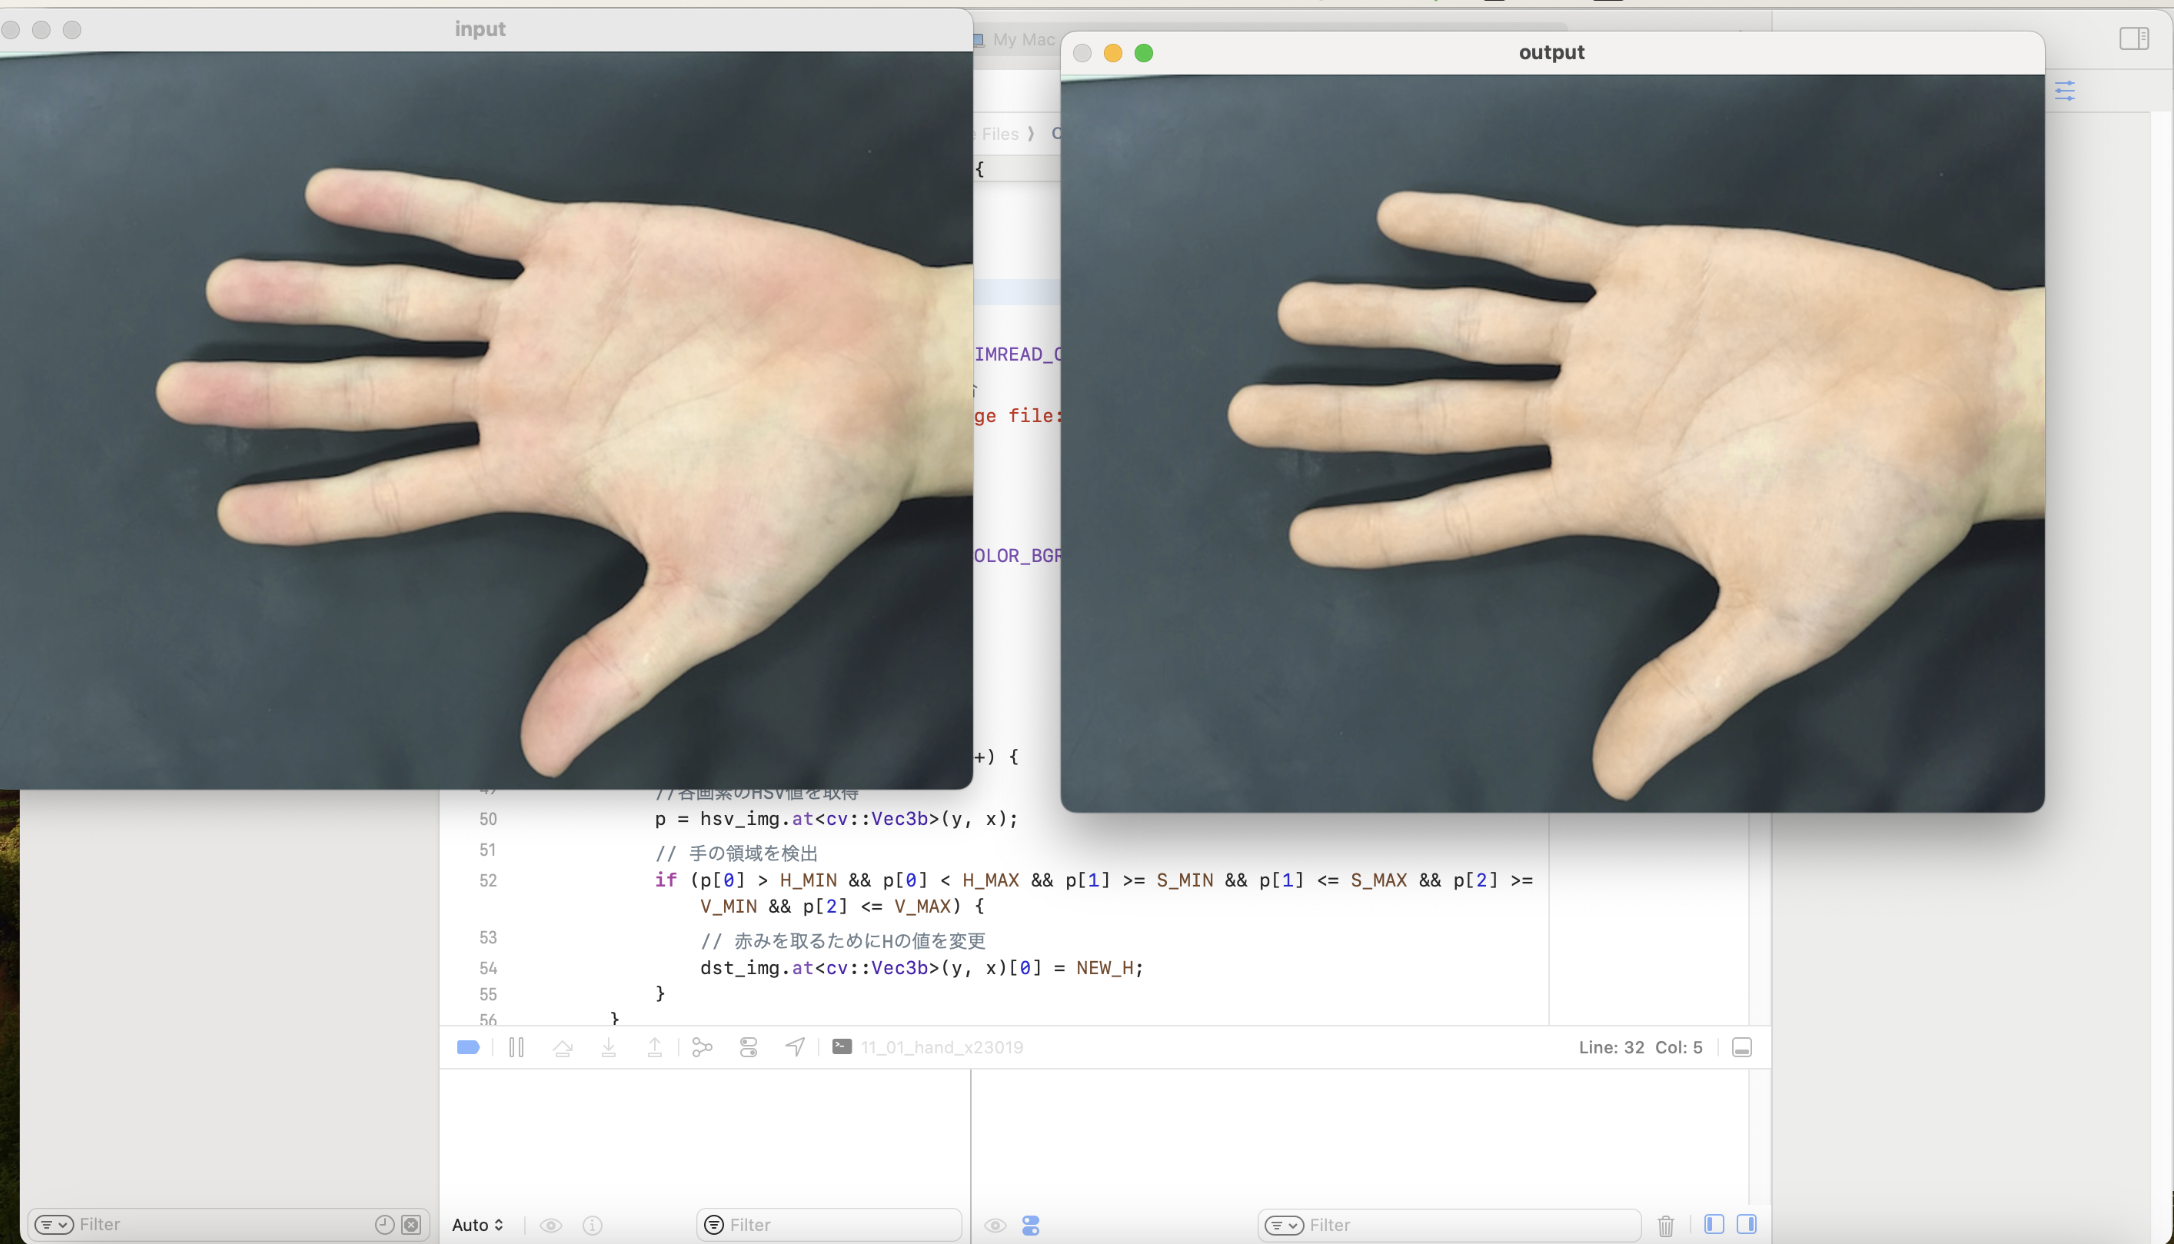 input
My Mac
output
Files
{
IMREAD_
ge file:
OLOR_BGR
+) {
49
//各画素のHSV値を取得
50
p = hsv_img.at<cv::Vec3b>(y, x);
51
// 手の領域を検出
52
if (p[0] > H_MIN && p[0] < H_MAX && p[1] >= S_MIN && p[1] <= S_MAX && p[2] >=
V_MIN && p[2] <= V_MAX) {
53
// 赤みを取るためにHの値を変更
54
dst_img.at<cv::Vec3b>(y, x)[0] = NEW_H;
55
}
56
}
11_01_hand_x23019
Line: 32 Col: 5
Filter
Auto
Filter
Filter